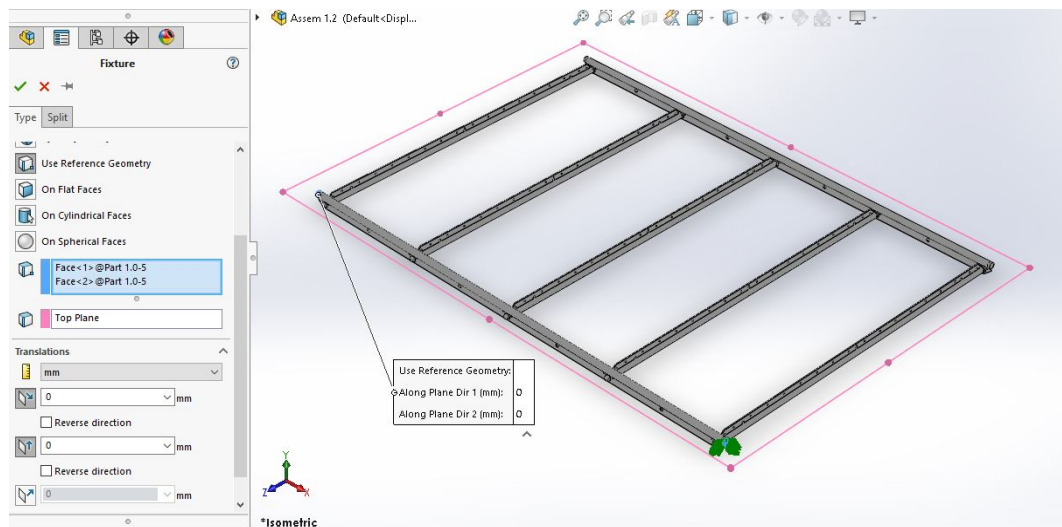 Assem 1.2 (Default<Displ...
Fixture
Type
Split
Use Reference Geometry
On Flat Faces
On Cylindrical Faces
On Spherical Faces
Face<1>@Part 1.0-5
Face<2>@Part 1.0-5
Top Plane
Translations
mm
0
mm
Reverse direction
0
mm
Reverse direction
0
mm
Use Reference Geometry:
Along Plane Dir 1 (mm): 0
Along Plane Dir 2 (mm): 0
Y
Z
X
*Isometric